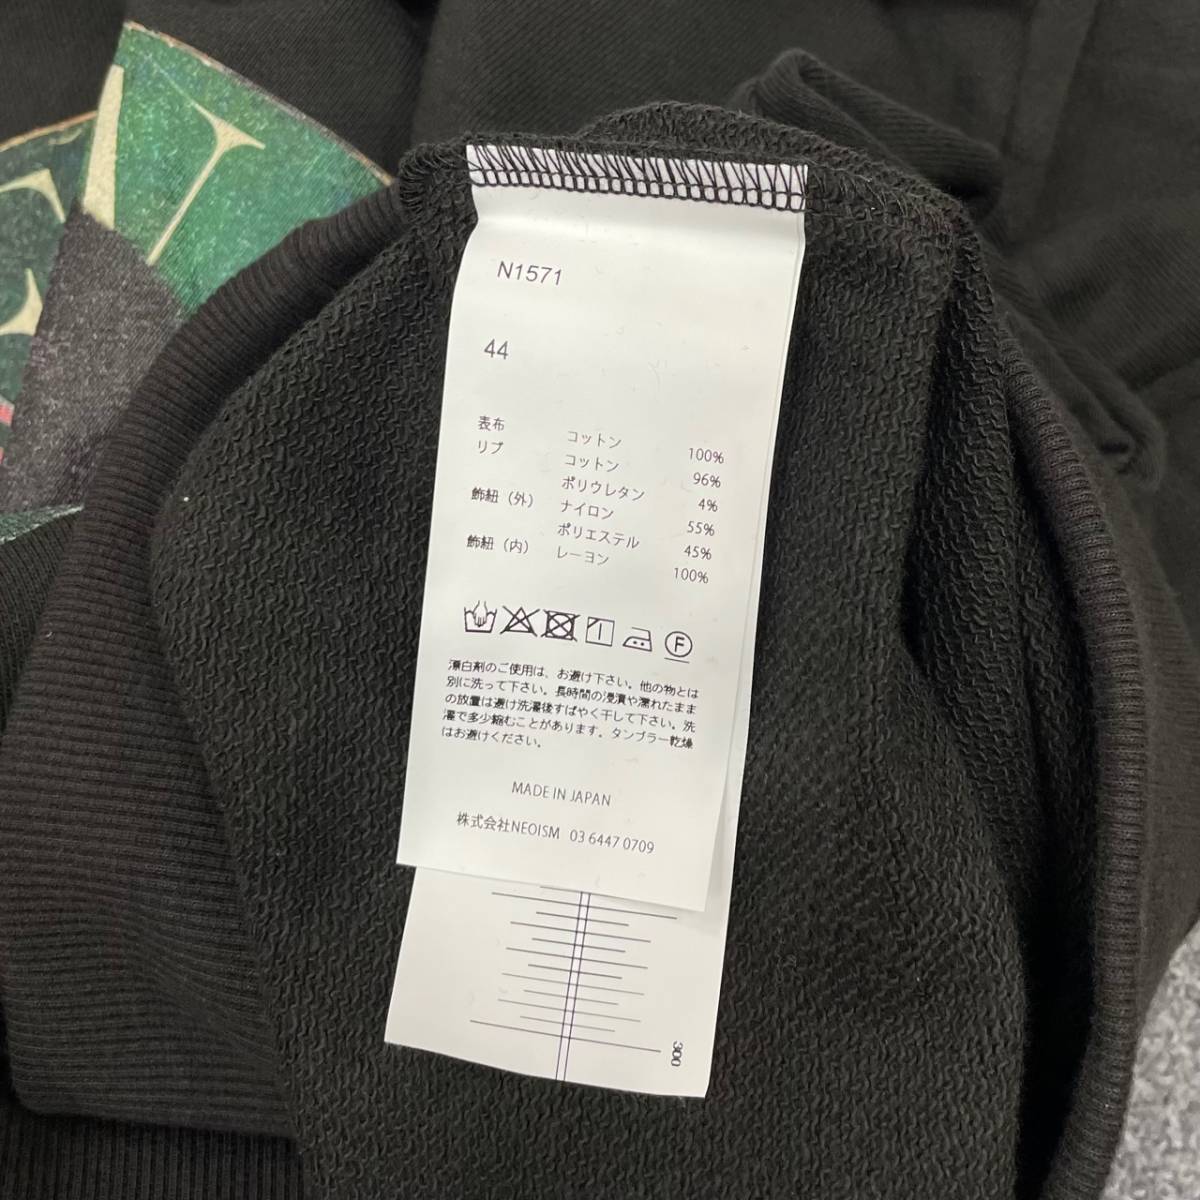 N1571
44
表布 コットン 100%
リブ コットン 96%
ポリウレタン 4%
飾紐（外） ナイロン 55%
ポリエステル 45%
飾紐（内） レーヨン 100%
F
漂白剤のご使用は、お避け下さい。他の物とは
別に洗って下さい。長時間の浸漬や濡れたまま
の放置は避け洗濯後すばやく干して下さい。洗
濯で多少縮むことがあります。タンブラー乾燥
はお避けください。
MADE IN JAPAN
株式会社NEOISM 03 6447 0709
300